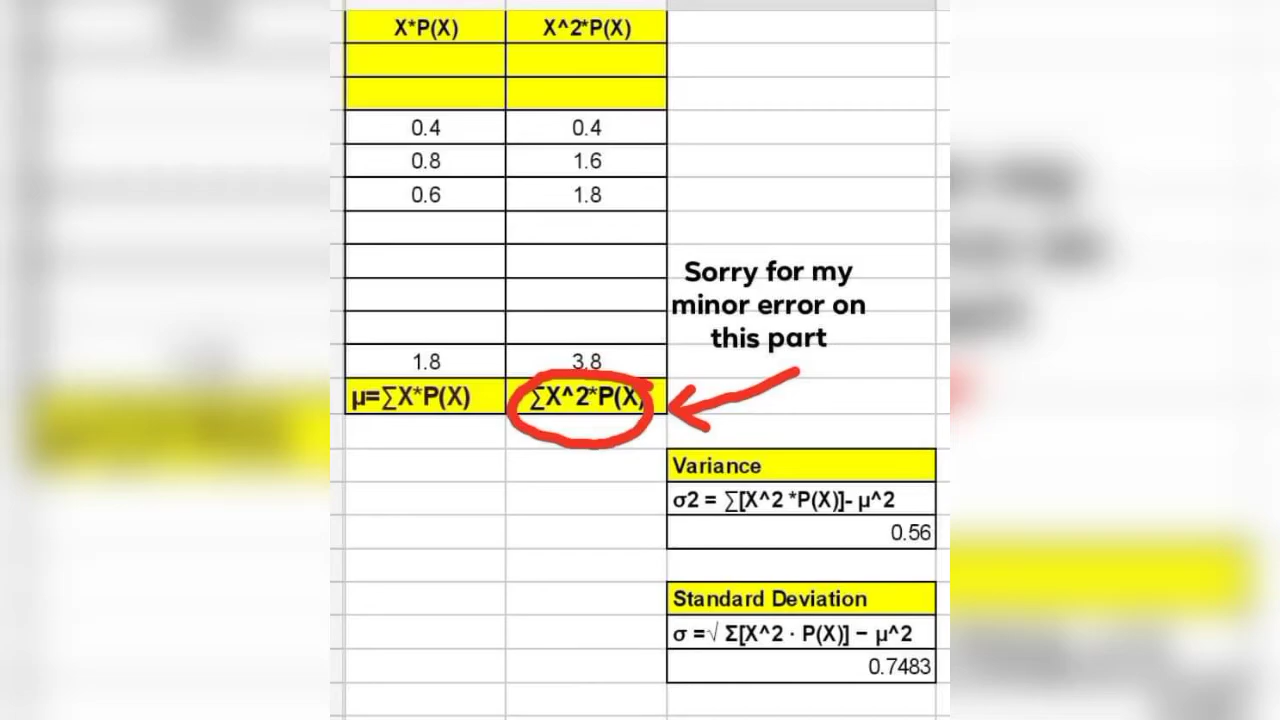 X*P(X) X^2*P(X)
0.4 0.4
0.8 1.6
0.6 1.8
Sorry for my
minor error on
this part
1.8 3.8
µ=∑X*P(X) ∑X^2*P(X)
Variance
σ2 = ∑[X^2 *P(X)]- µ^2
0.56
Standard Deviation
σ =√ Σ[X^2 · P(X)] − µ^2
0.7483